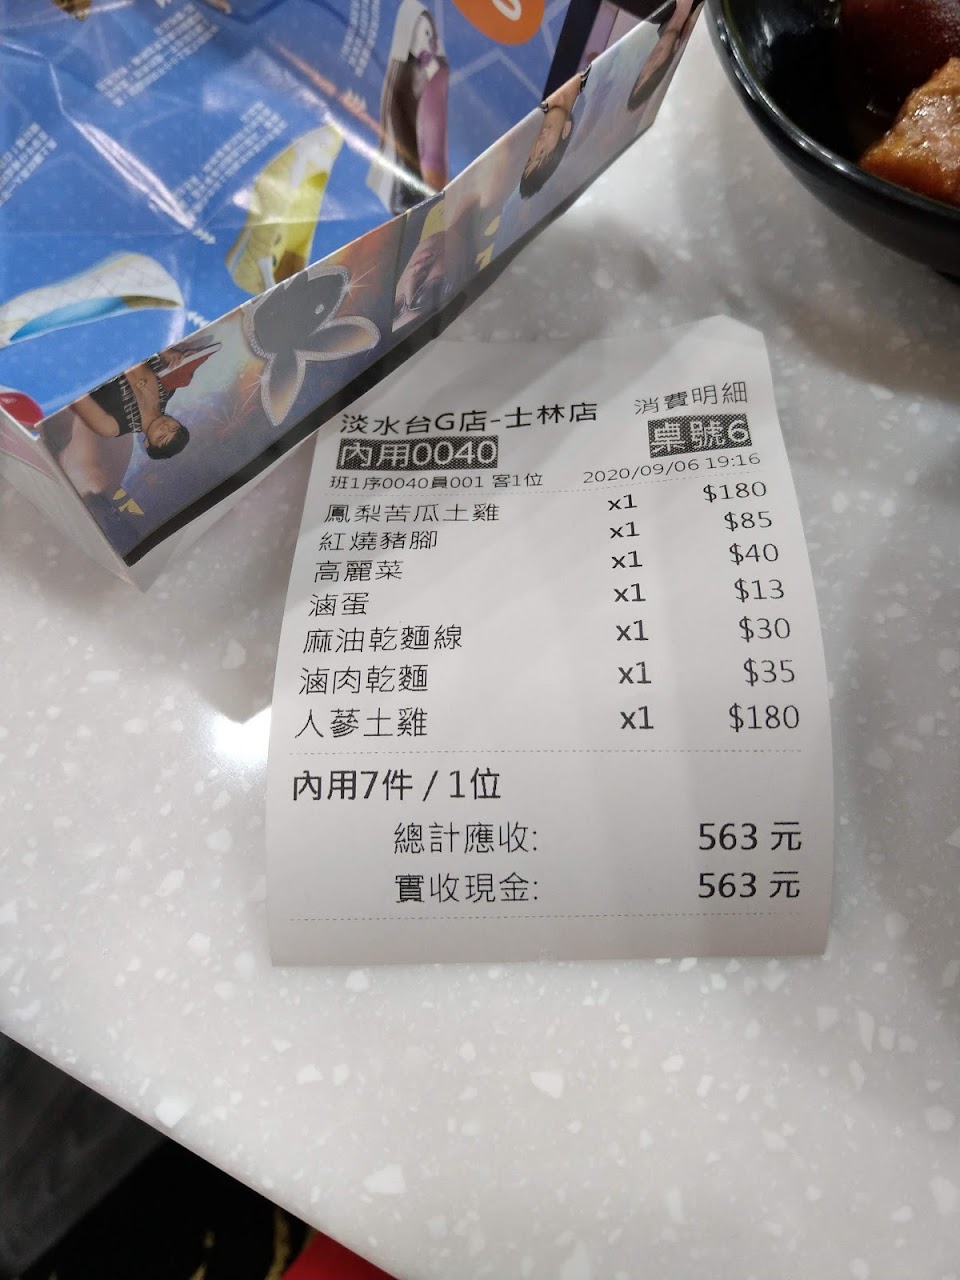 淡水台G店-士林店 消費明細
內用0040 桌號6
班1序0040員001 客1位 2020/09/06 19:16
鳳梨苦瓜土雞 x1 $180
紅燒豬腳 x1 $85
高麗菜 x1 $40
滷蛋 x1 $13
麻油乾麵線 x1 $30
滷肉乾麵 x1 $35
人蔘土雞 x1 $180
內用7件 / 1位
總計應收: 563 元
實收現金: 563 元